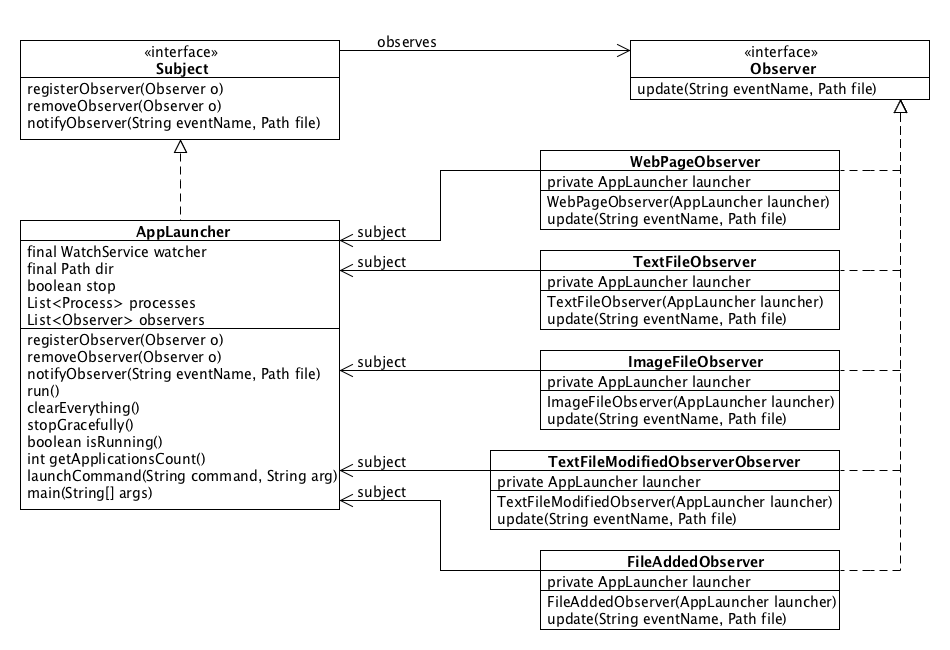 observes
«interface»
Subject
registerObserver(Observer o)
removeObserver(Observer o)
notifyObserver(String eventName, Path file)
«interface»
Observer
update(String eventName, Path file)
AppLauncher
final WatchService watcher
final Path dir
boolean stop
List<Process> processes
List<Observer> observers
registerObserver(Observer o)
removeObserver(Observer o)
notifyObserver(String eventName, Path file)
run()
clearEverything()
stopGracefully()
boolean isRunning()
int getApplicationsCount()
launchCommand(String command, String arg)
main(String[] args)
subject
subject
subject
subject
subject
WebPageObserver
private AppLauncher launcher
WebPageObserver(AppLauncher launcher)
update(String eventName, Path file)
TextFileObserver
private AppLauncher launcher
TextFileObserver(AppLauncher launcher)
update(String eventName, Path file)
ImageFileObserver
private AppLauncher launcher
ImageFileObserver(AppLauncher launcher)
update(String eventName, Path file)
TextFileModifiedObserverObserver
private AppLauncher launcher
TextFileModifiedObserver(AppLauncher launcher)
update(String eventName, Path file)
FileAddedObserver
private AppLauncher launcher
FileAddedObserver(AppLauncher launcher)
update(String eventName, Path file)